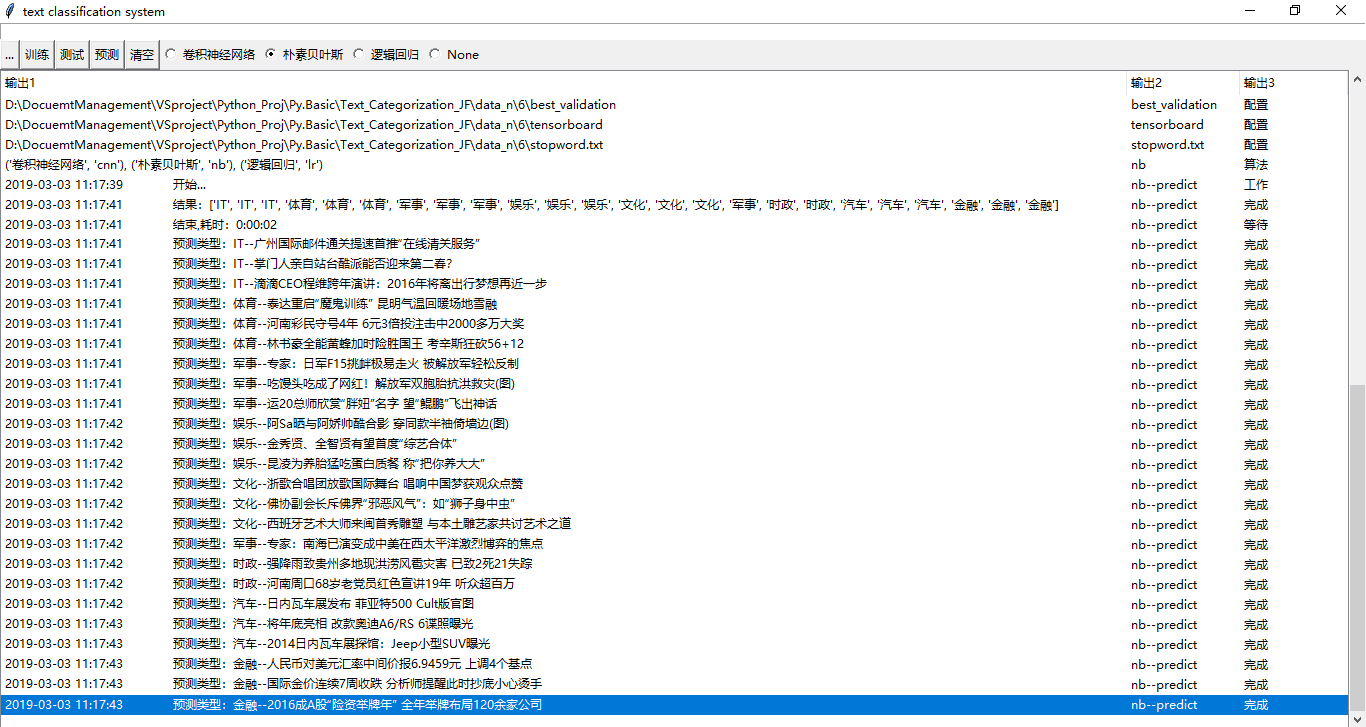 text classification system
... 训练 测试 预测 清空 卷积神经网络 朴素贝叶斯 逻辑回归 None
输出1 输出2 输出3
D:\DocuemtManagement\VSproject\Python_Proj\Py.Basic\Text_Categorization_JF\data_n\6\best_validation best_validation 配置
D:\DocuemtManagement\VSproject\Python_Proj\Py.Basic\Text_Categorization_JF\data_n\6\tensorboard tensorboard 配置
D:\DocuemtManagement\VSproject\Python_Proj\Py.Basic\Text_Categorization_JF\data_n\6\stopword.txt stopword.txt 配置
('卷积神经网络', 'cnn'), ('朴素贝叶斯', 'nb'), ('逻辑回归', 'lr') nb 算法
2019-03-03 11:17:39 开始... nb--predict 工作
2019-03-03 11:17:41 结果：['IT', 'IT', 'IT', '体育', '体育', '体育', '军事', '军事', '军事', '娱乐', '娱乐', '娱乐', '文化', '文化', '文化', '军事', '时政', '时政', '汽车', '汽车', '汽车', '金融', '金融', '金融'] nb--predict 完成
2019-03-03 11:17:41 结束,耗时：0:00:02 nb--predict 等待
2019-03-03 11:17:41 预测类型：IT--广州国际邮件通关提速首推“在线清关服务” nb--predict 完成
2019-03-03 11:17:41 预测类型：IT--掌门人亲自站台酷派能否迎来第二春? nb--predict 完成
2019-03-03 11:17:41 预测类型：IT--滴滴CEO程维跨年演讲：2016年将离出行梦想再近一步 nb--predict 完成
2019-03-03 11:17:41 预测类型：体育--泰达重启“魔鬼训练” 昆明气温回暖场地雪融 nb--predict 完成
2019-03-03 11:17:41 预测类型：体育--河南彩民守号4年 6元3倍投注击中2000多万大奖 nb--predict 完成
2019-03-03 11:17:41 预测类型：体育--林书豪全能黄蜂加时险胜国王 考辛斯狂砍56+12 nb--predict 完成
2019-03-03 11:17:41 预测类型：军事--专家：日军F15挑衅极易走火 被解放军轻松反制 nb--predict 完成
2019-03-03 11:17:41 预测类型：军事--吃馒头吃成了网红！解放军双胞胎抗洪救灾(图) nb--predict 完成
2019-03-03 11:17:41 预测类型：军事--运20总师欣赏“胖妞”名字 望“鲲鹏”飞出神话 nb--predict 完成
2019-03-03 11:17:42 预测类型：娱乐--阿Sa晒与阿娇帅酷合影 穿同款半袖倚墙边(图) nb--predict 完成
2019-03-03 11:17:42 预测类型：娱乐--金秀贤、全智贤有望首度“综艺合体” nb--predict 完成
2019-03-03 11:17:42 预测类型：娱乐--昆凌为养胎猛吃蛋白质餐 称“把你养大大” nb--predict 完成
2019-03-03 11:17:42 预测类型：文化--浙歌合唱团放歌国际舞台 唱响中国梦获观众点赞 nb--predict 完成
2019-03-03 11:17:42 预测类型：文化--佛协副会长斥佛界“邪恶风气”：如“狮子身中虫” nb--predict 完成
2019-03-03 11:17:42 预测类型：文化--西班牙艺术大师来闽首秀雕塑 与本土雕艺家共讨艺术之道 nb--predict 完成
2019-03-03 11:17:42 预测类型：军事--专家：南海已演变成中美在西太平洋激烈博弈的焦点 nb--predict 完成
2019-03-03 11:17:42 预测类型：时政--强降雨致贵州多地现洪涝风雹灾害 已致2死21失踪 nb--predict 完成
2019-03-03 11:17:42 预测类型：时政--河南周口68岁老党员红色宣讲19年 听众超百万 nb--predict 完成
2019-03-03 11:17:42 预测类型：汽车--日内瓦车展发布 菲亚特500 Cult版官图 nb--predict 完成
2019-03-03 11:17:43 预测类型：汽车--将年底亮相 改款奥迪A6/RS 6谍照曝光 nb--predict 完成
2019-03-03 11:17:43 预测类型：汽车--2014日内瓦车展探馆：Jeep小型SUV曝光 nb--predict 完成
2019-03-03 11:17:43 预测类型：金融--人民币对美元汇率中间价报6.9459元 上调4个基点 nb--predict 完成
2019-03-03 11:17:43 预测类型：金融--国际金价连续7周收跌 分析师提醒此时抄底小心烫手 nb--predict 完成
2019-03-03 11:17:43 预测类型：金融--2016成A股“险资举牌年” 全年举牌布局120余家公司 nb--predict 完成